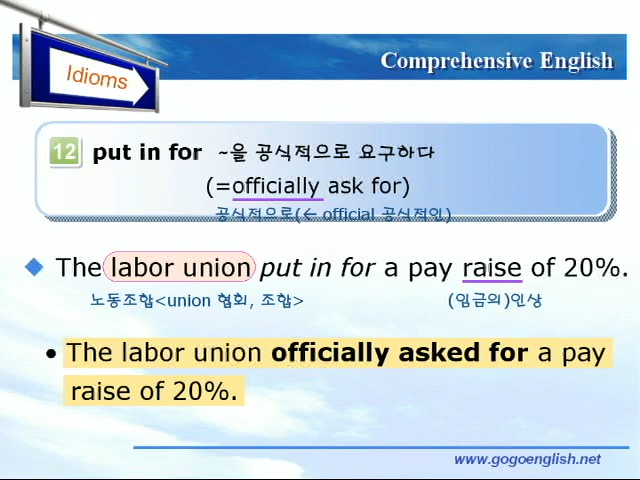 Idioms
Comprehensive English
12 put in for ~을 공식적으로 요구하다
(=officially ask for)
공식적으로(← official 공식적인)
◆ The labor union put in for a pay raise of 20%.
노동조합<union 협회, 조합> (임금의)인상
• The labor union officially asked for a pay
raise of 20%.
www.gogoenglish.net